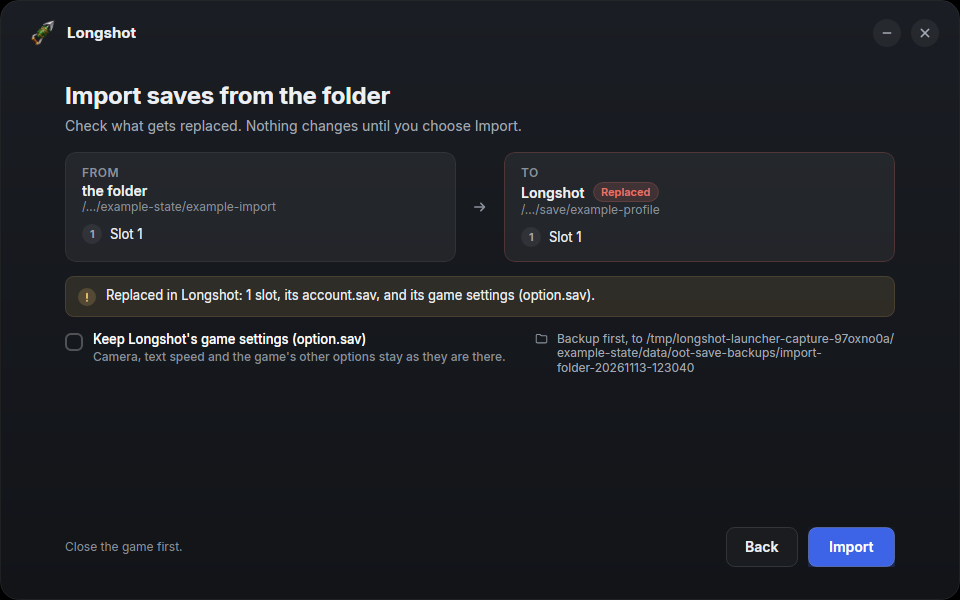 Longshot
Import saves from the folder
Check what gets replaced. Nothing changes until you choose Import.
FROM
the folder
/.../example-state/example-import
1 Slot 1
TO
Longshot Replaced
/.../save/example-profile
1 Slot 1
! Replaced in Longshot: 1 slot, its account.sav, and its game settings (option.sav).
Keep Longshot's game settings (option.sav)
Camera, text speed and the game's other options stay as they are there.
Backup first, to /tmp/longshot-launcher-capture-97oxno0a/
example-state/data/oot-save-backups/import-
folder-20261113-123040
Close the game first.
Back
Import